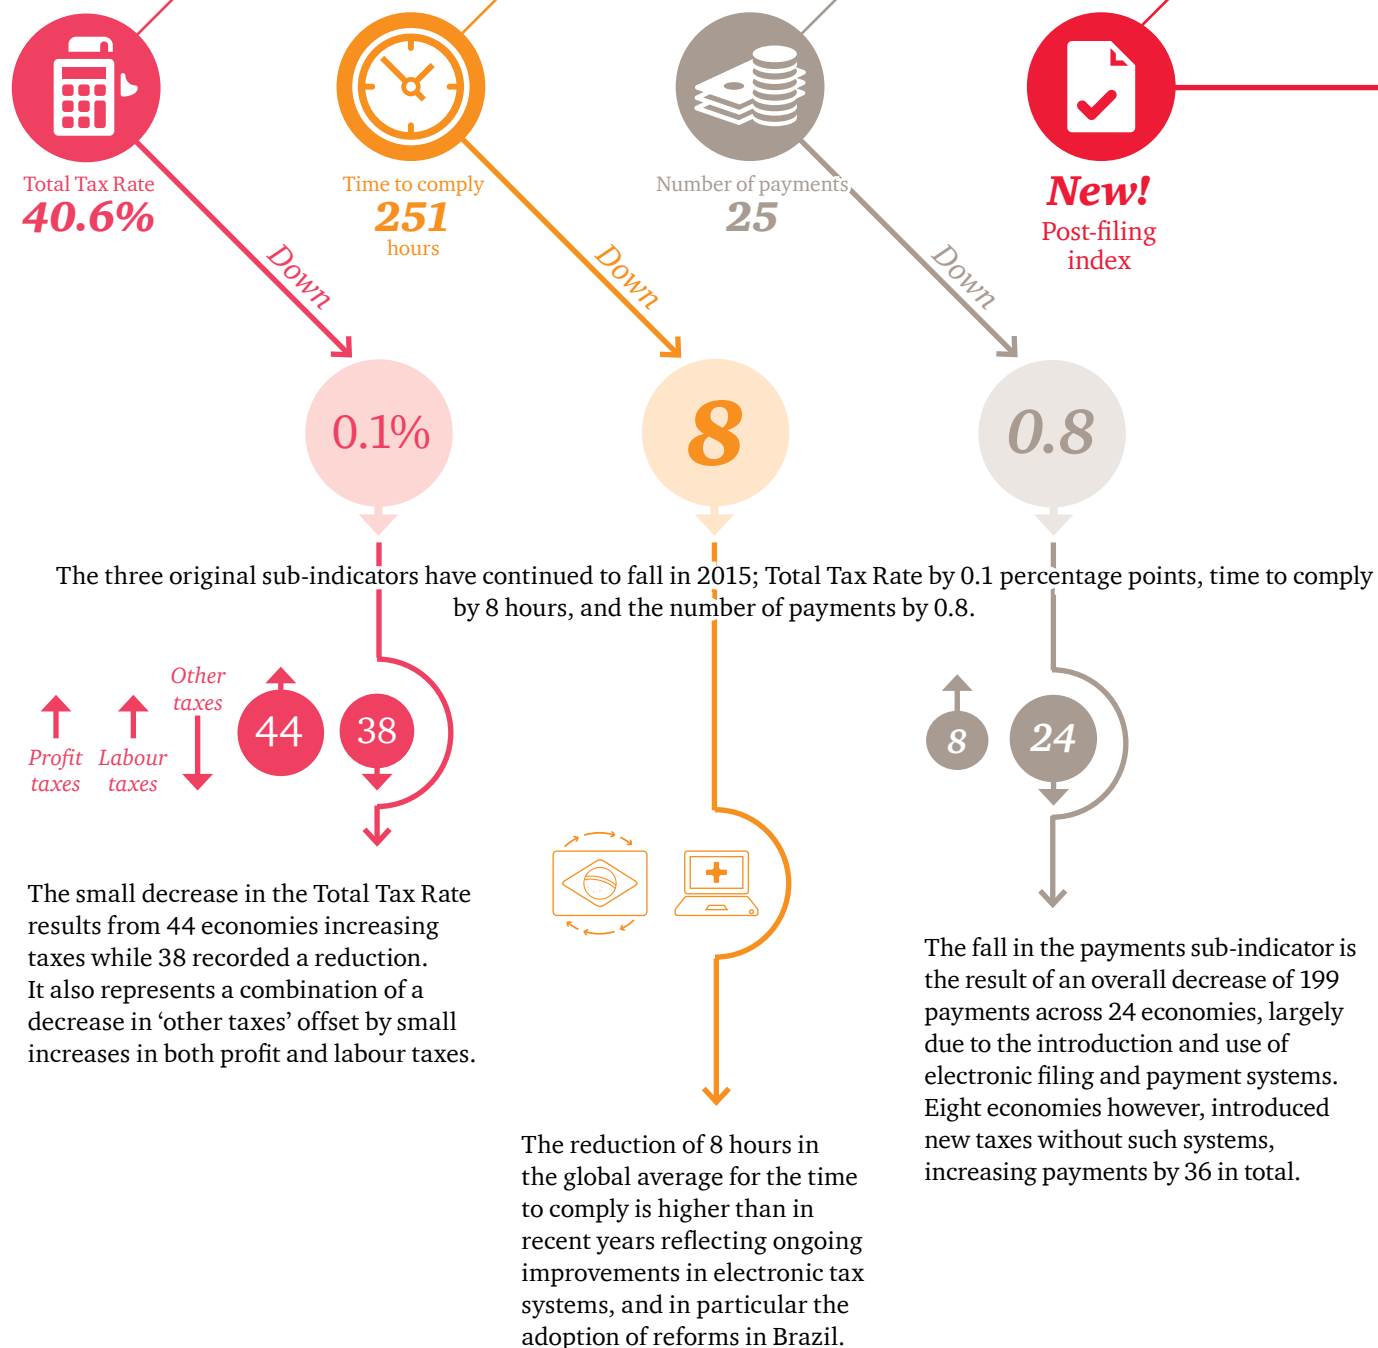 Total Tax Rate
40.6%
Time to comply
251
hours
Number of payments
25
New!
Post-filing
index
Down
Down
Down
0.1%
8
0.8
The three original sub-indicators have continued to fall in 2015; Total Tax Rate by 0.1 percentage points, time to comply
by 8 hours, and the number of payments by 0.8.
Profit
taxes
Labour
taxes
Other
taxes
44
38
8
24
The small decrease in the Total Tax Rate
results from 44 economies increasing
taxes while 38 recorded a reduction.
It also represents a combination of a
decrease in ‘other taxes’ offset by small
increases in both profit and labour taxes.
The reduction of 8 hours in
the global average for the time
to comply is higher than in
recent years reflecting ongoing
improvements in electronic tax
systems, and in particular the
adoption of reforms in Brazil.
The fall in the payments sub-indicator is
the result of an overall decrease of 199
payments across 24 economies, largely
due to the introduction and use of
electronic filing and payment systems.
Eight economies however, introduced
new taxes without such systems,
increasing payments by 36 in total.